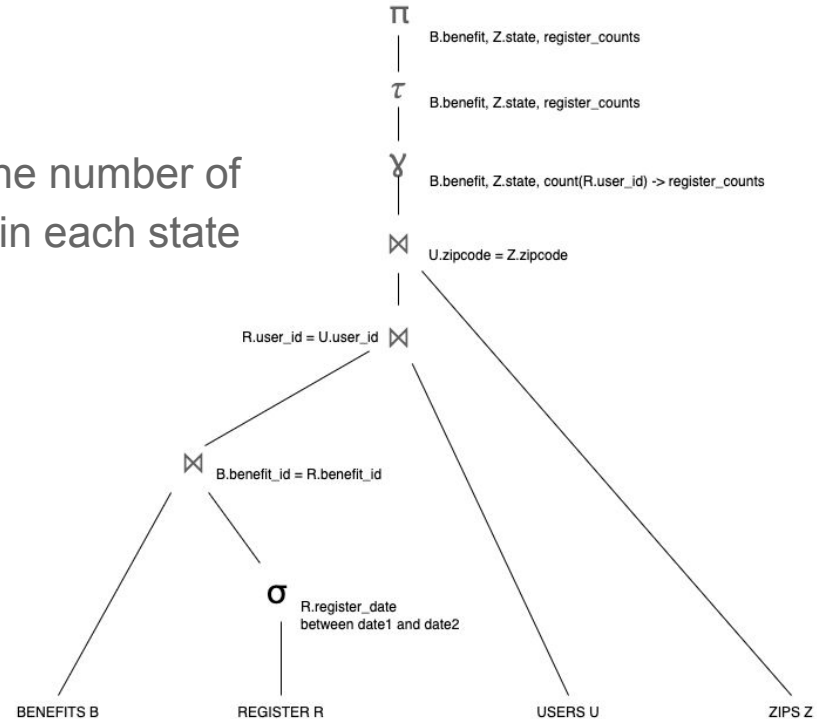 π
B.benefit, Z.state, register_counts
τ
B.benefit, Z.state, register_counts
number of
in each state
γ
B.benefit, Z.state, count(R.user_id) -> register_counts
⋈
U.zipcode = Z.zipcode
R.user_id = U.user_id ⋈
⋈
B.benefit_id = R.benefit_id
σ
R.register_date
between date1 and date2
BENEFITS B
REGISTER R
USERS U
ZIPS Z